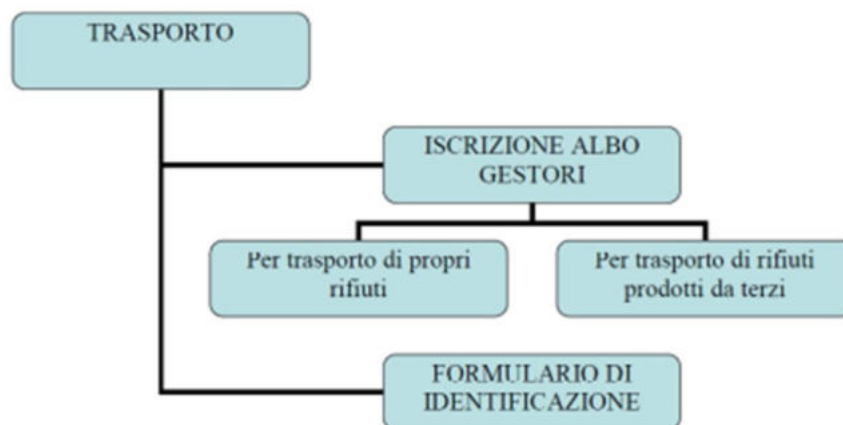 TRASPORTO
ISCRIZIONE ALBO
GESTORI
Per trasporto di propri
rifiuti
Per trasporto di rifiuti
prodotti da terzi
FORMULARIO DI
IDENTIFICAZIONE